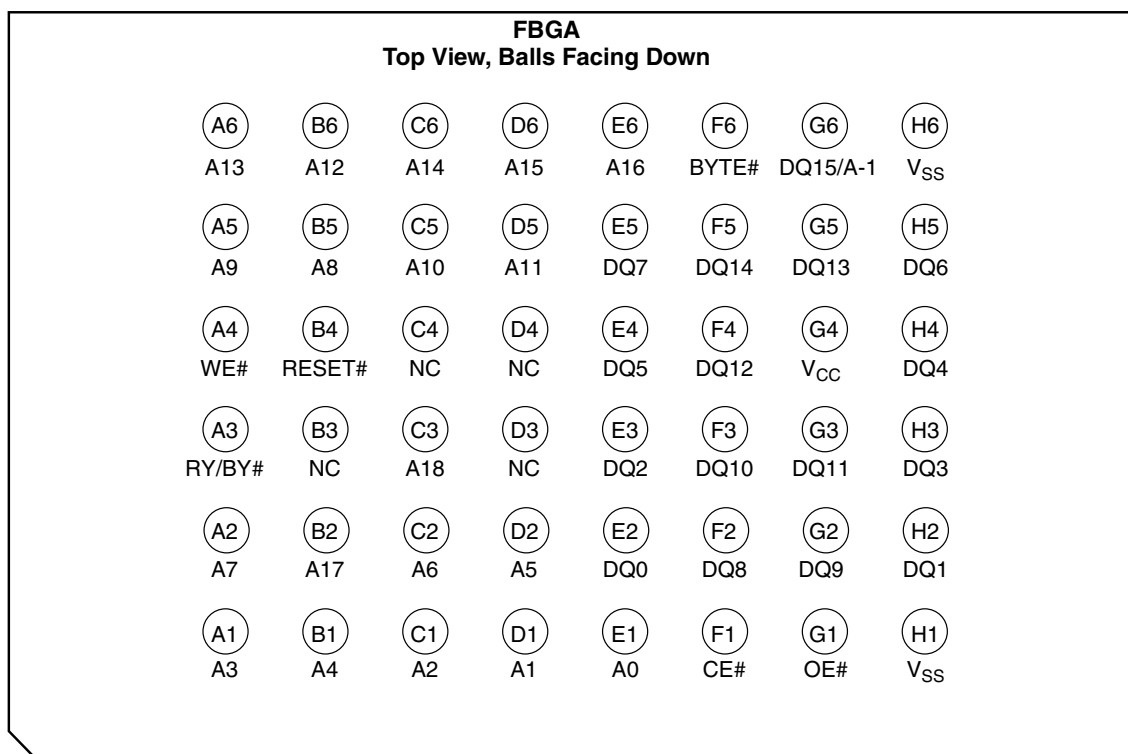 FBGA
Top View, Balls Facing Down
A6 B6 C6 D6 E6 F6 G6 H6
A13 A12 A14 A15 A16 BYTE# DQ15/A-1 VSS
A5 B5 C5 D5 E5 F5 G5 H5
A9 A8 A10 A11 DQ7 DQ14 DQ13 DQ6
A4 B4 C4 D4 E4 F4 G4 H4
WE# RESET# NC NC DQ5 DQ12 VCC DQ4
A3 B3 C3 D3 E3 F3 G3 H3
RY/BY# NC A18 NC DQ2 DQ10 DQ11 DQ3
A2 B2 C2 D2 E2 F2 G2 H2
A7 A17 A6 A5 DQ0 DQ8 DQ9 DQ1
A1 B1 C1 D1 E1 F1 G1 H1
A3 A4 A2 A1 A0 CE# OE# VSS